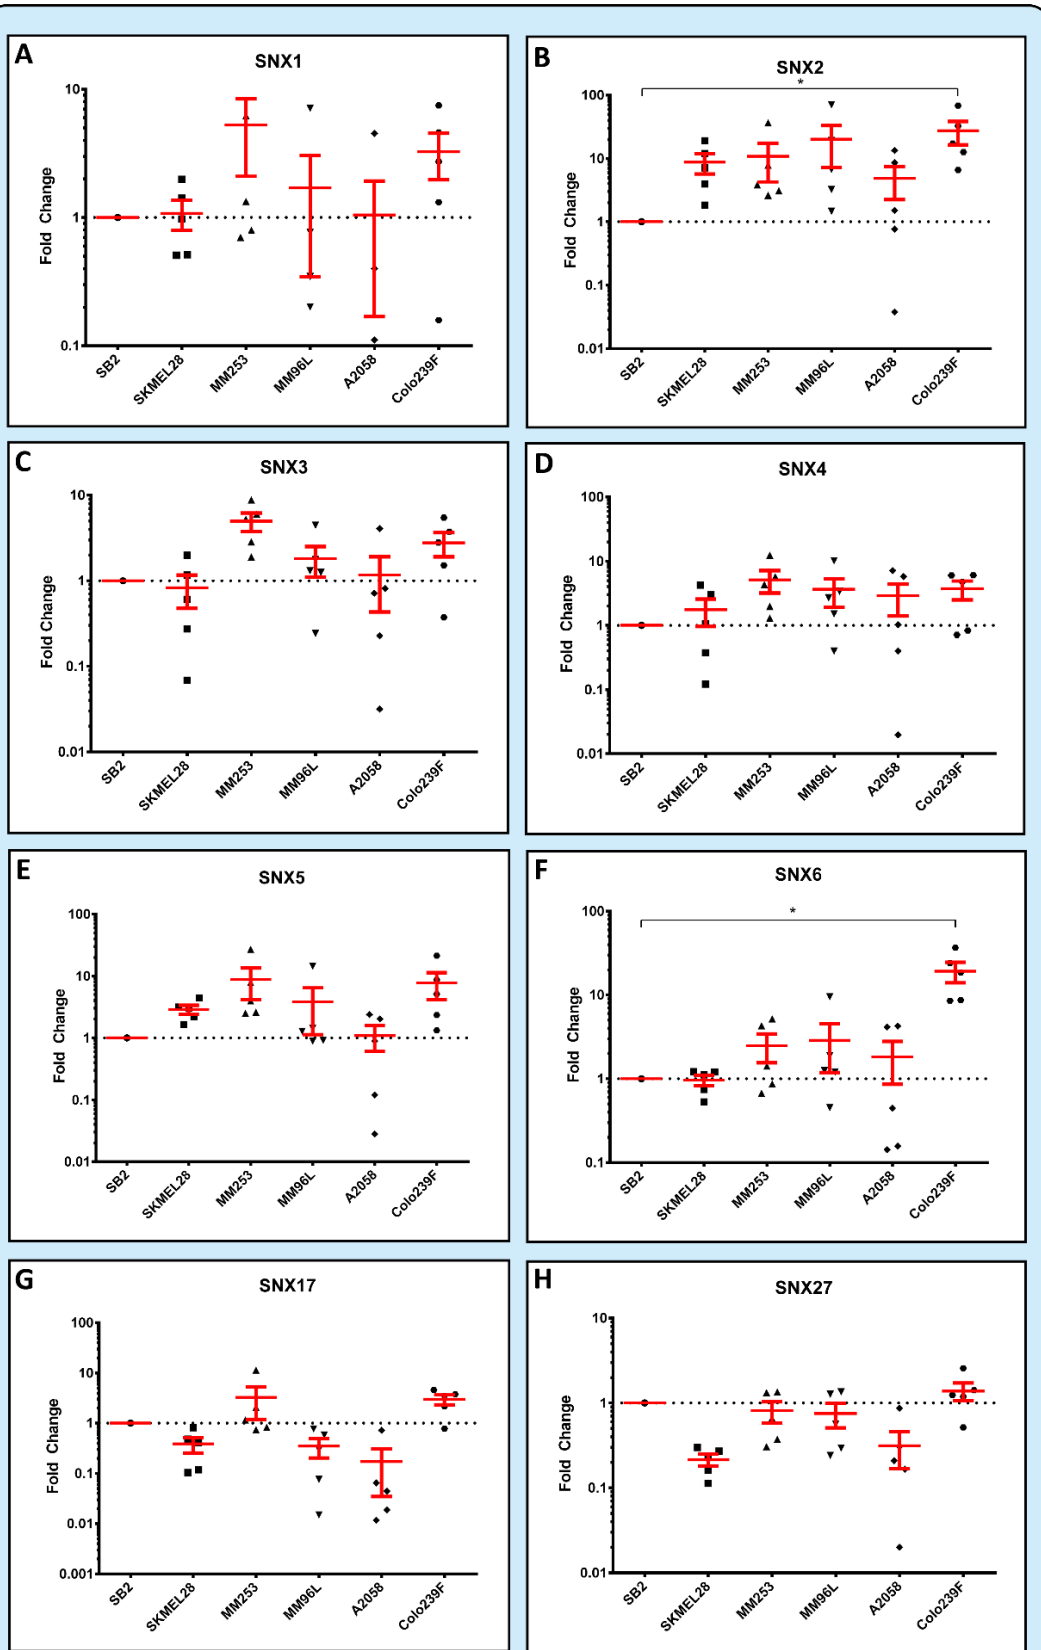 A
SNX1
10
1
0.1
Fold Change
SB2
SKMEL28
MM253
MM96L
A2058
Colo239F
B
SNX2
*
100
10
1
0.1
0.01
Fold Change
SB2
SKMEL28
MM253
MM96L
A2058
Colo239F
C
SNX3
10
1
0.1
0.01
Fold Change
SB2
SKMEL28
MM253
MM96L
A2058
Colo239F
D
SNX4
100
10
1
0.1
0.01
Fold Change
SB2
SKMEL28
MM253
MM96L
A2058
Colo239F
E
SNX5
100
10
1
0.1
0.01
Fold Change
SB2
SKMEL28
MM253
MM96L
A2058
Colo239F
F
SNX6
*
100
10
1
0.1
Fold Change
SB2
SKMEL28
MM253
MM96L
A2058
Colo239F
G
SNX17
100
10
1
0.1
0.01
0.001
Fold Change
SB2
SKMEL28
MM253
MM96L
A2058
Colo239F
H
SNX27
10
1
0.1
0.01
Fold Change
SB2
SKMEL28
MM253
MM96L
A2058
Colo239F